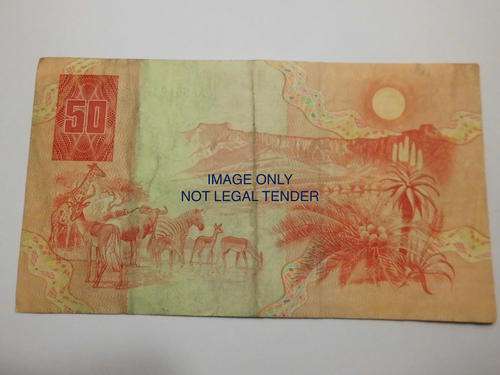 50
IMAGE ONLY
NOT LEGAL TENDER